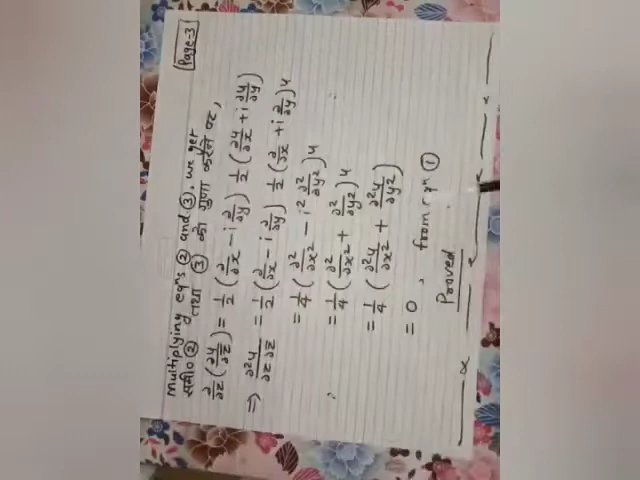 Page-3
Multiplying eqⁿs ② and ③, we get
समी० ② तथा ③ को गुणा करने पर,
∂/∂z (∂u/∂z̄) = 1/2 (∂/∂x - i ∂/∂y) 1/2 (∂u/∂x + i ∂u/∂y)
⇒ ∂²u/∂z ∂z̄ = 1/2 (∂/∂x - i ∂/∂y) 1/2 (∂/∂x + i ∂/∂y) u
= 1/4 (∂²/∂x² - i² ∂²/∂y²) u
= 1/4 (∂²/∂x² + ∂²/∂y²) u
= 1/4 (∂²u/∂x² + ∂²u/∂y²)
= 0, from eqⁿ ①
Proved